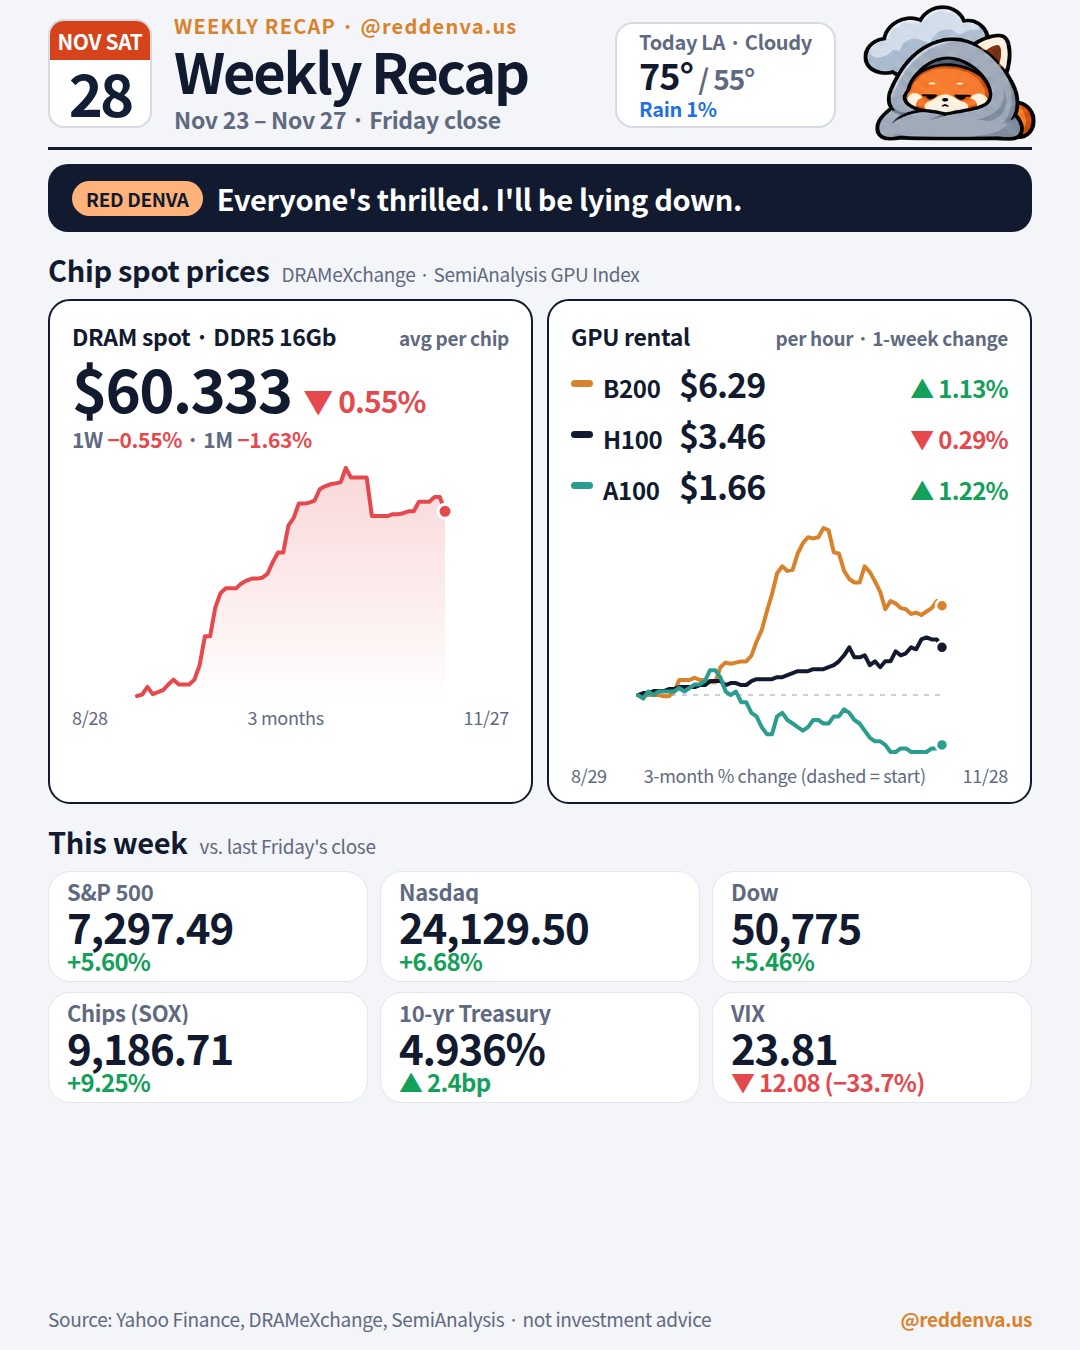 NOV SAT
28
WEEKLY RECAP · @reddenva.us
Weekly Recap
Nov 23 – Nov 27 · Friday close
Today LA · Cloudy
75° / 55°
Rain 1%
RED DENVA Everyone's thrilled. I'll be lying down.
Chip spot prices DRAMeXchange · SemiAnalysis GPU Index
DRAM spot · DDR5 16Gb avg per chip
$60.333 ▼ 0.55%
1W −0.55% · 1M −1.63%
8/28 3 months 11/27
GPU rental per hour · 1-week change
B200 $6.29 ▲ 1.13%
H100 $3.46 ▼ 0.29%
A100 $1.66 ▲ 1.22%
8/29 3-month % change (dashed = start) 11/28
This week vs. last Friday's close
S&P 500
7,297.49
+5.60%
Nasdaq
24,129.50
+6.68%
Dow
50,775
+5.46%
Chips (SOX)
9,186.71
+9.25%
10-yr Treasury
4.936%
▲ 2.4bp
VIX
23.81
▼ 12.08 (−33.7%)
Source: Yahoo Finance, DRAMeXchange, SemiAnalysis · not investment advice
@reddenva.us